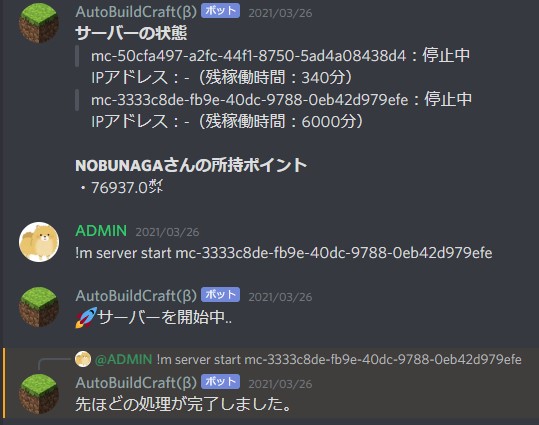 AutoBuildCraft(β) ボット 2021/03/26
サーバーの状態
mc-50cfa497-a2fc-44f1-8750-5ad4a08438d4：停止中
IPアドレス：-（残稼働時間：340分）
mc-3333c8de-fb9e-40dc-9788-0eb42d979efe：停止中
IPアドレス：-（残稼働時間：6000分）
NOBUNAGAさんの所持ポイント
・76937.0㌽
ADMIN 2021/03/26
!m server start mc-3333c8de-fb9e-40dc-9788-0eb42d979efe
AutoBuildCraft(β) ボット 2021/03/26
🚀サーバーを開始中..
@ADMIN !m server start mc-3333c8de-fb9e-40dc-9788-0eb42d979efe
AutoBuildCraft(β) ボット 2021/03/26
先ほどの処理が完了しました。